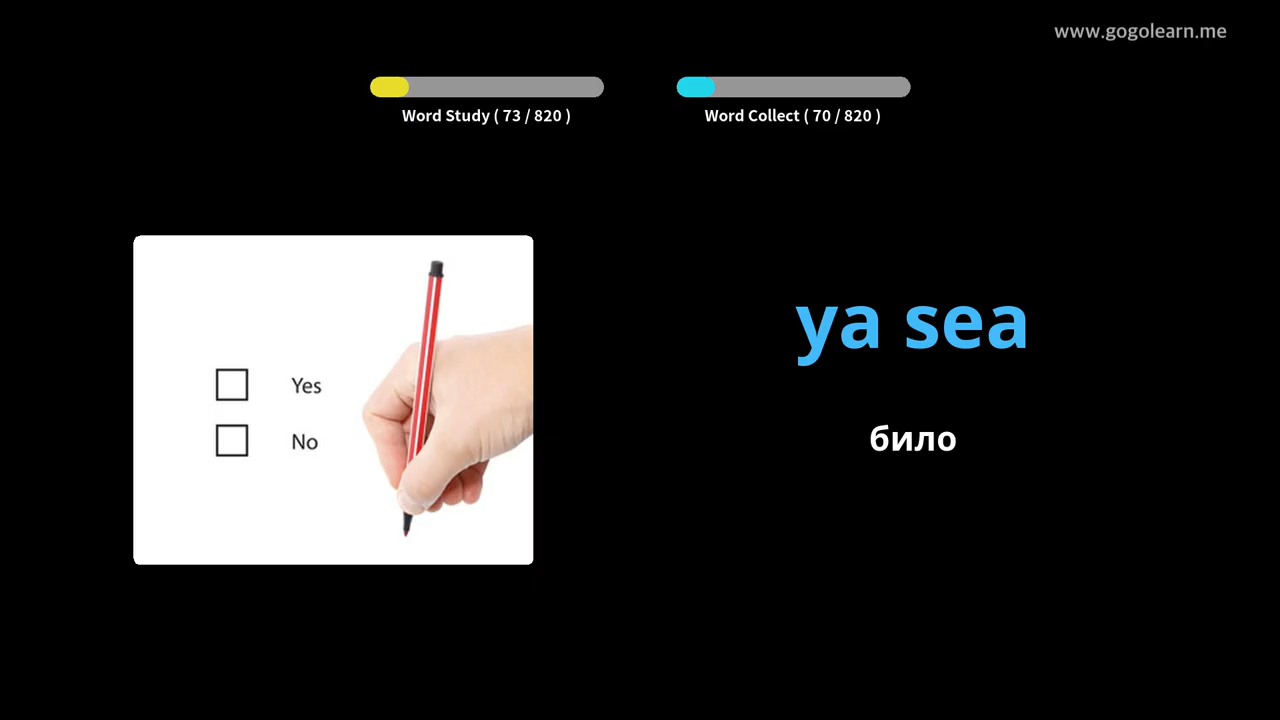 www.gogolearn.me
Word Study ( 73 / 820 )
Word Collect ( 70 / 820 )
Yes
No
ya sea
било